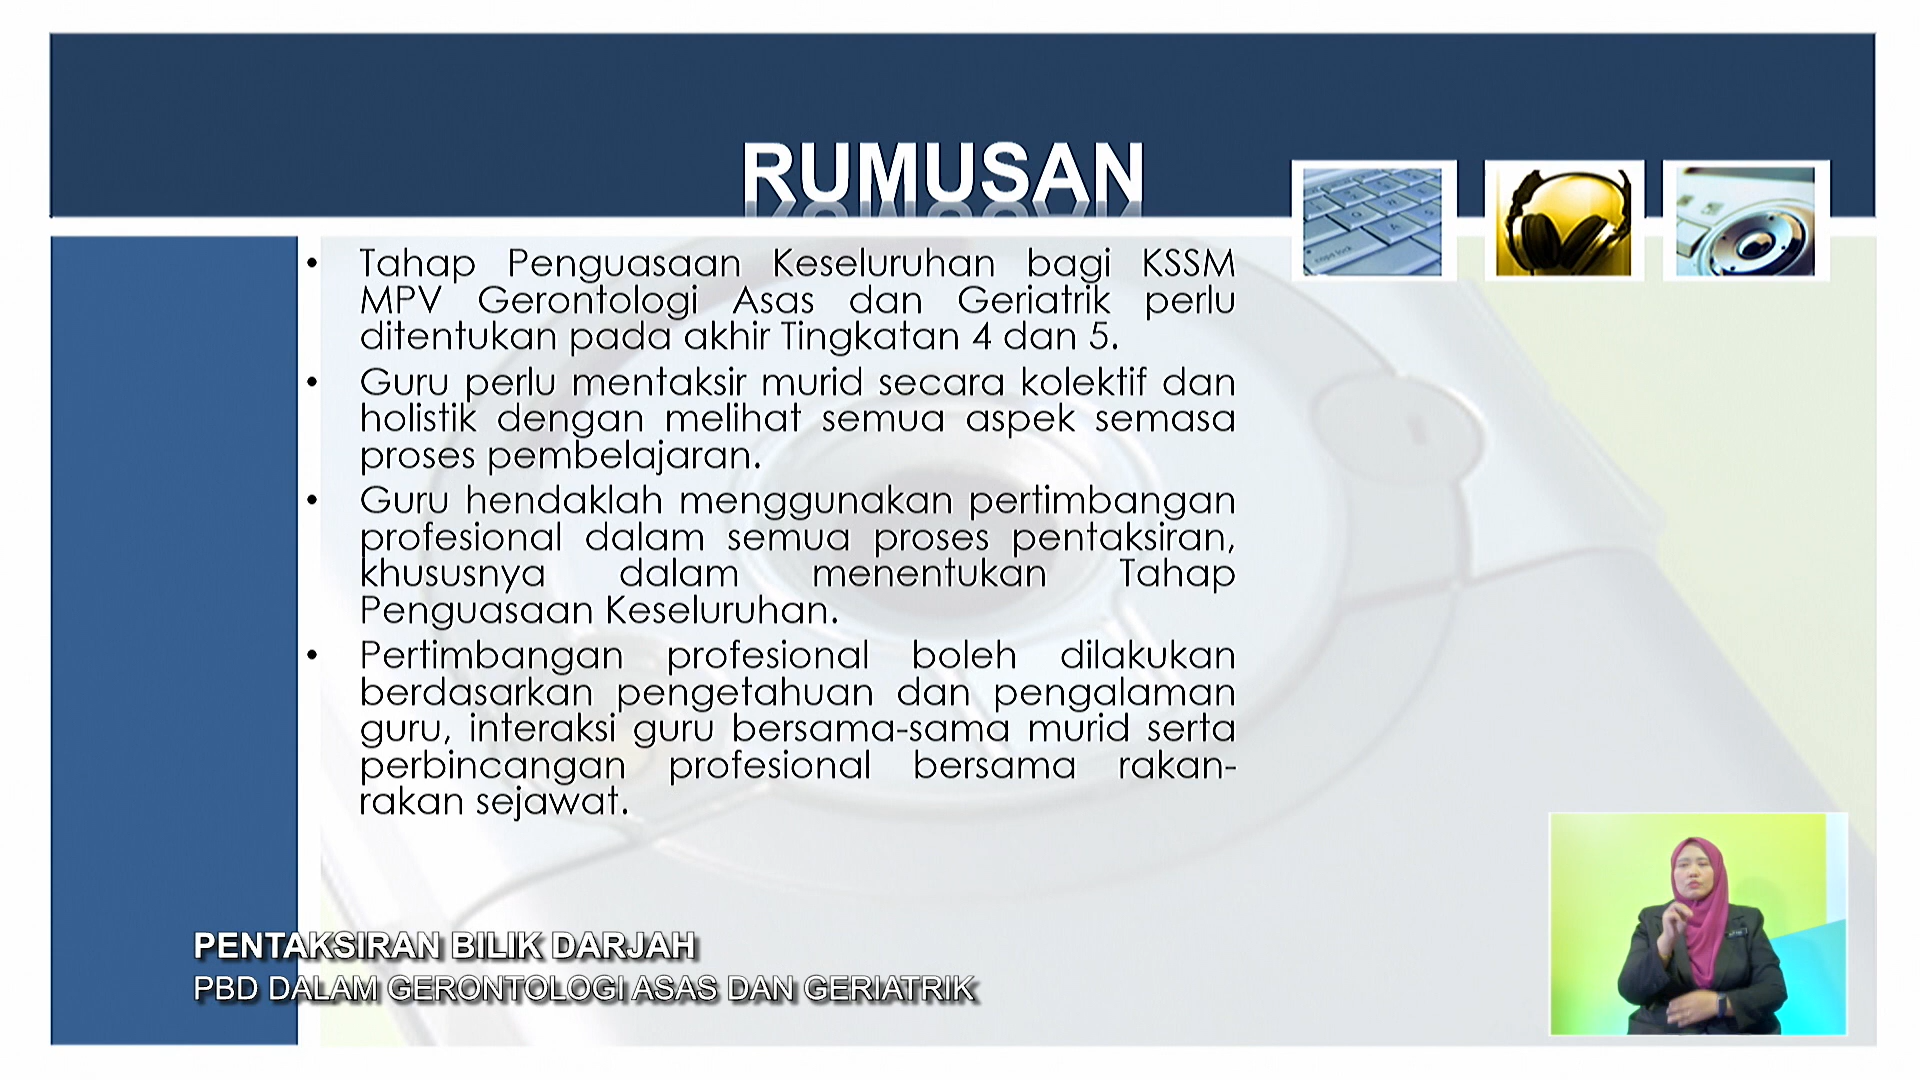 RUMUSAN
• Tahap Penguasaan Keseluruhan bagi KSSM
MPV Gerontologi Asas dan Geriatrik perlu
ditentukan pada akhir Tingkatan 4 dan 5.
• Guru perlu mentaksir murid secara kolektif dan
holistik dengan melihat semua aspek semasa
proses pembelajaran.
• Guru hendaklah menggunakan pertimbangan
profesional dalam semua proses pentaksiran,
khususnya dalam menentukan Tahap
Penguasaan Keseluruhan.
• Pertimbangan profesional boleh dilakukan
berdasarkan pengetahuan dan pengalaman
guru, interaksi guru bersama-sama murid serta
perbincangan profesional bersama rakan-
rakan sejawat.
PENTAKSIRAN BILIK DARJAH
PBD DALAM GERONTOLOGI ASAS DAN GERIATRIK